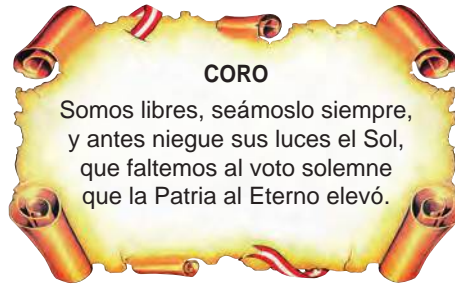 CORO
Somos libres, seámoslo siempre,
y antes niegue sus luces el Sol,
que faltemos al voto solemne
que la Patria al Eterno elevó.